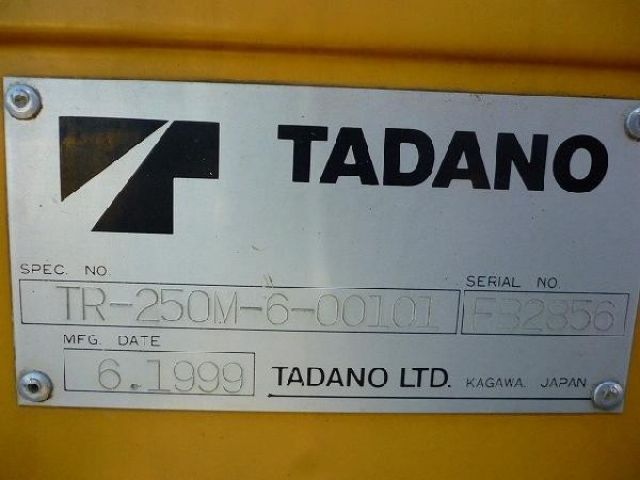 TADANO
SPEC. NO. SERIAL NO.
TR-250M-6-00101 FB2856
MFG. DATE
6.1999 TADANO LTD. KAGAWA, JAPAN